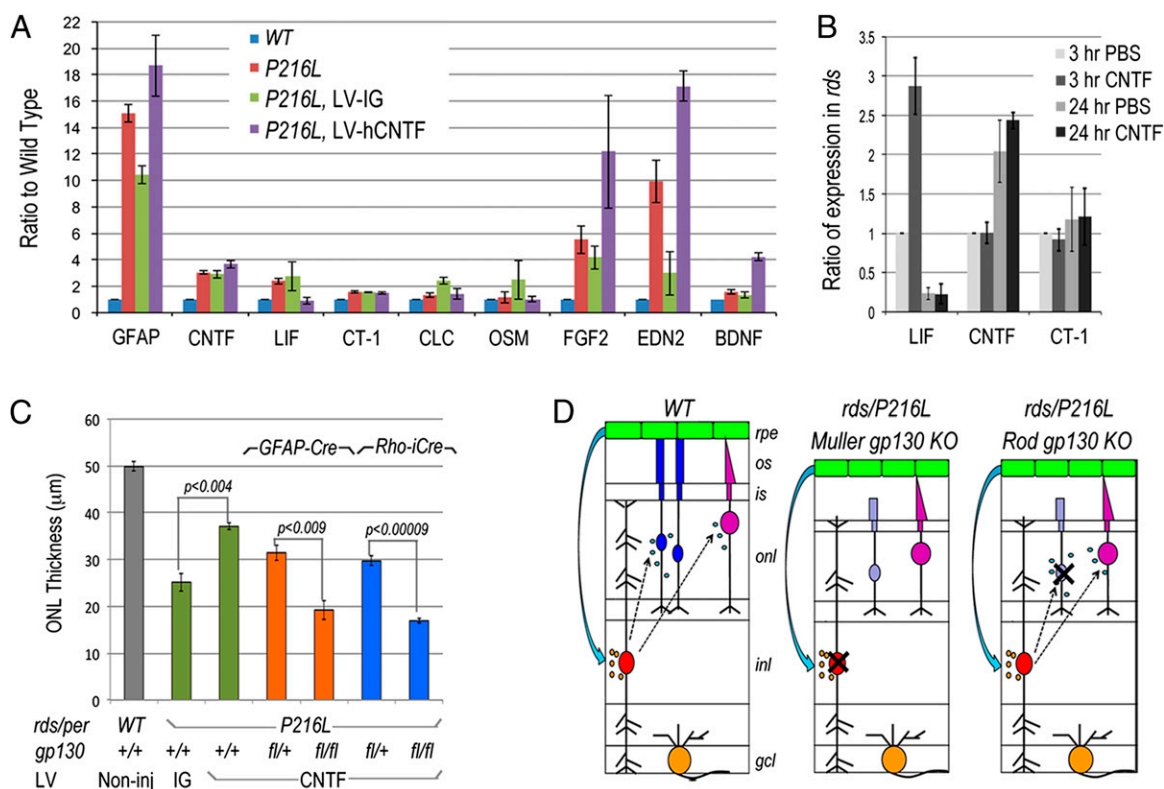 A
22
20
18
16
14
12
10
8
6
4
2
0
Ratio to Wild Type
WT
P216L
P216L, LV-IG
P216L, LV-hCNTF
GFAP CNTF LIF CT-1 CLC OSM FGF2 EDN2 BDNF
B
3.5
3
2.5
2
1.5
1
0.5
0
Ratio of expression in rds
3 hr PBS
3 hr CNTF
24 hr PBS
24 hr CNTF
LIF CNTF CT-1
C
60
50
40
30
20
10
0
ONL Thickness (µm)
GFAP-Cre Rho-iCre
p<0.004
p<0.009
p<0.00009
rds/per WT P216L
gp130 +/+ +/+ +/+ fl/+ fl/fl fl/+ fl/fl
LV Non-inj IG CNTF
D
WT
rds/P216L
Muller gp130 KO
rds/P216L
Rod gp130 KO
rpe
os
is
onl
inl
gcl